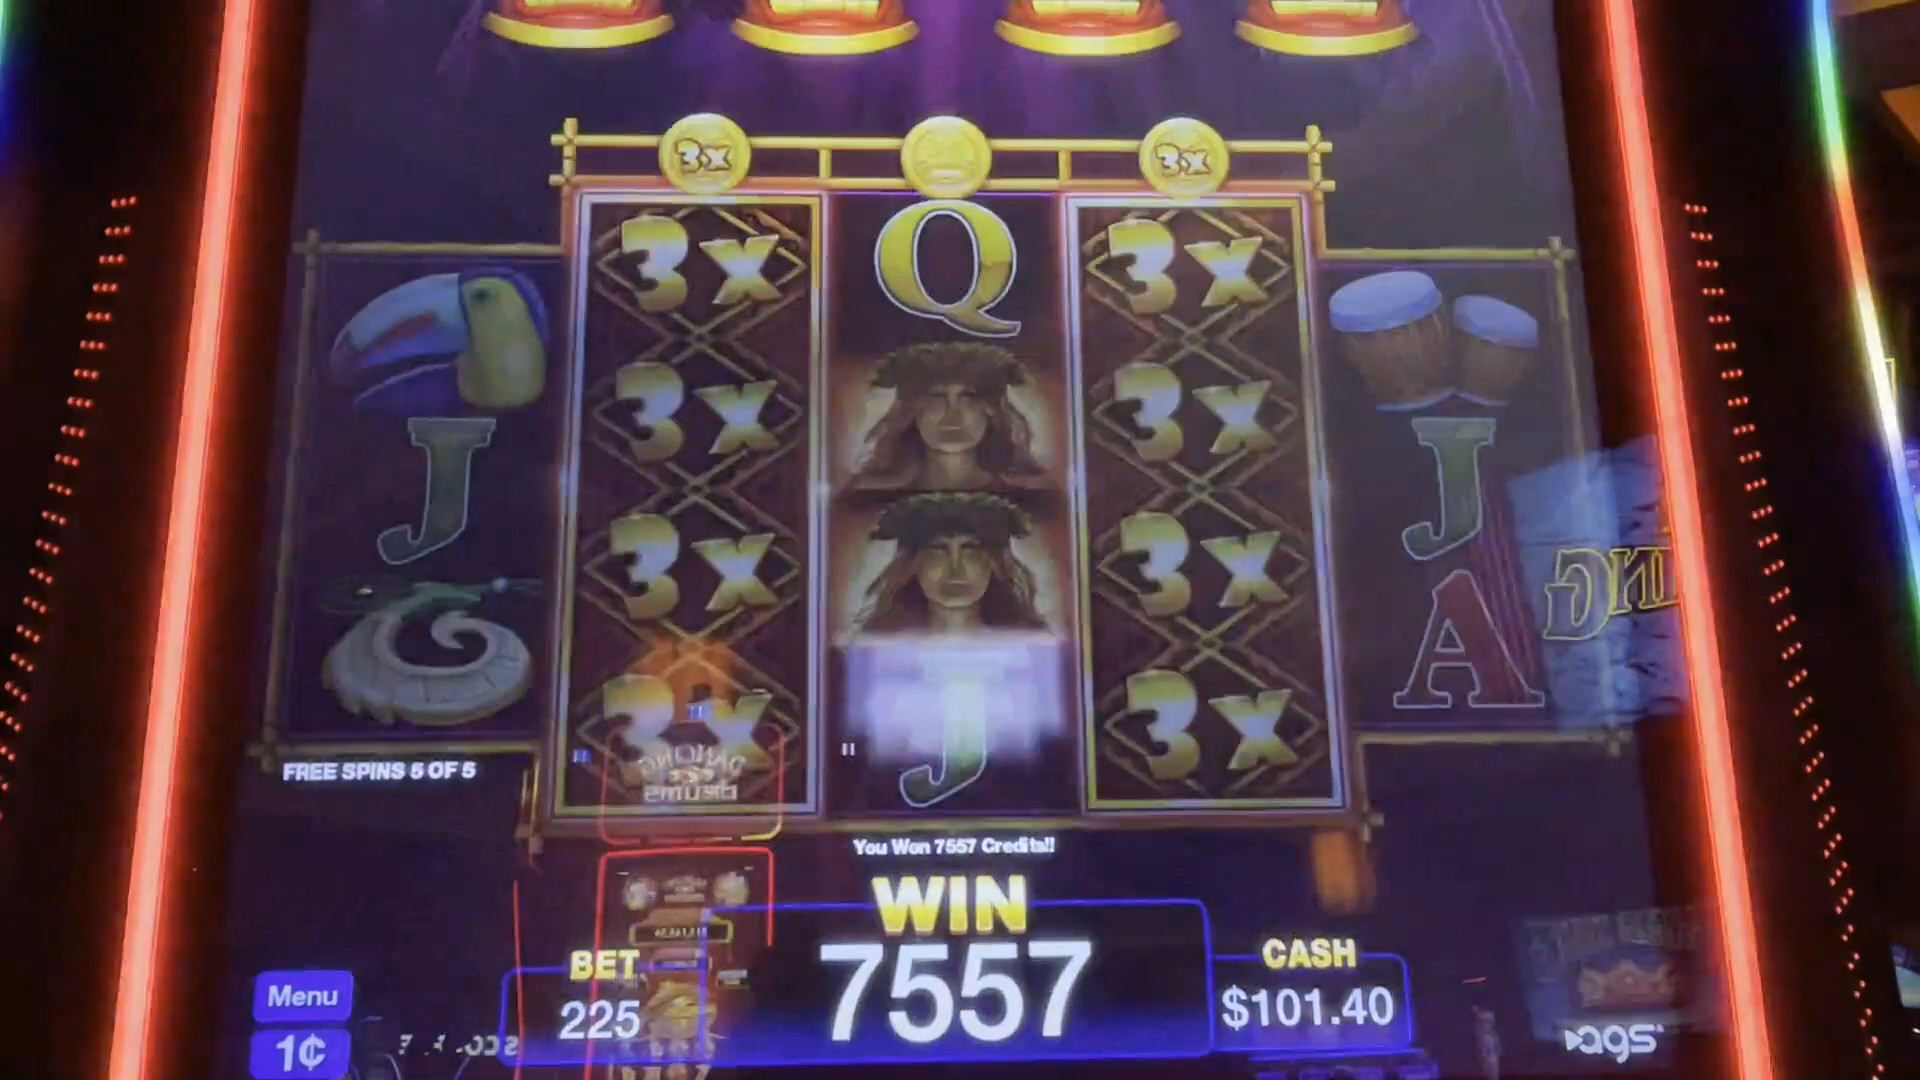 3x 3x
3x Q 3x
3x 3x
J 3x 3x J
3x J 3x A
FREE SPINS 5 OF 5
You Won 7557 Credits!!
WIN
BET 7557 CASH
225 $101.40
Menu
1¢
ags